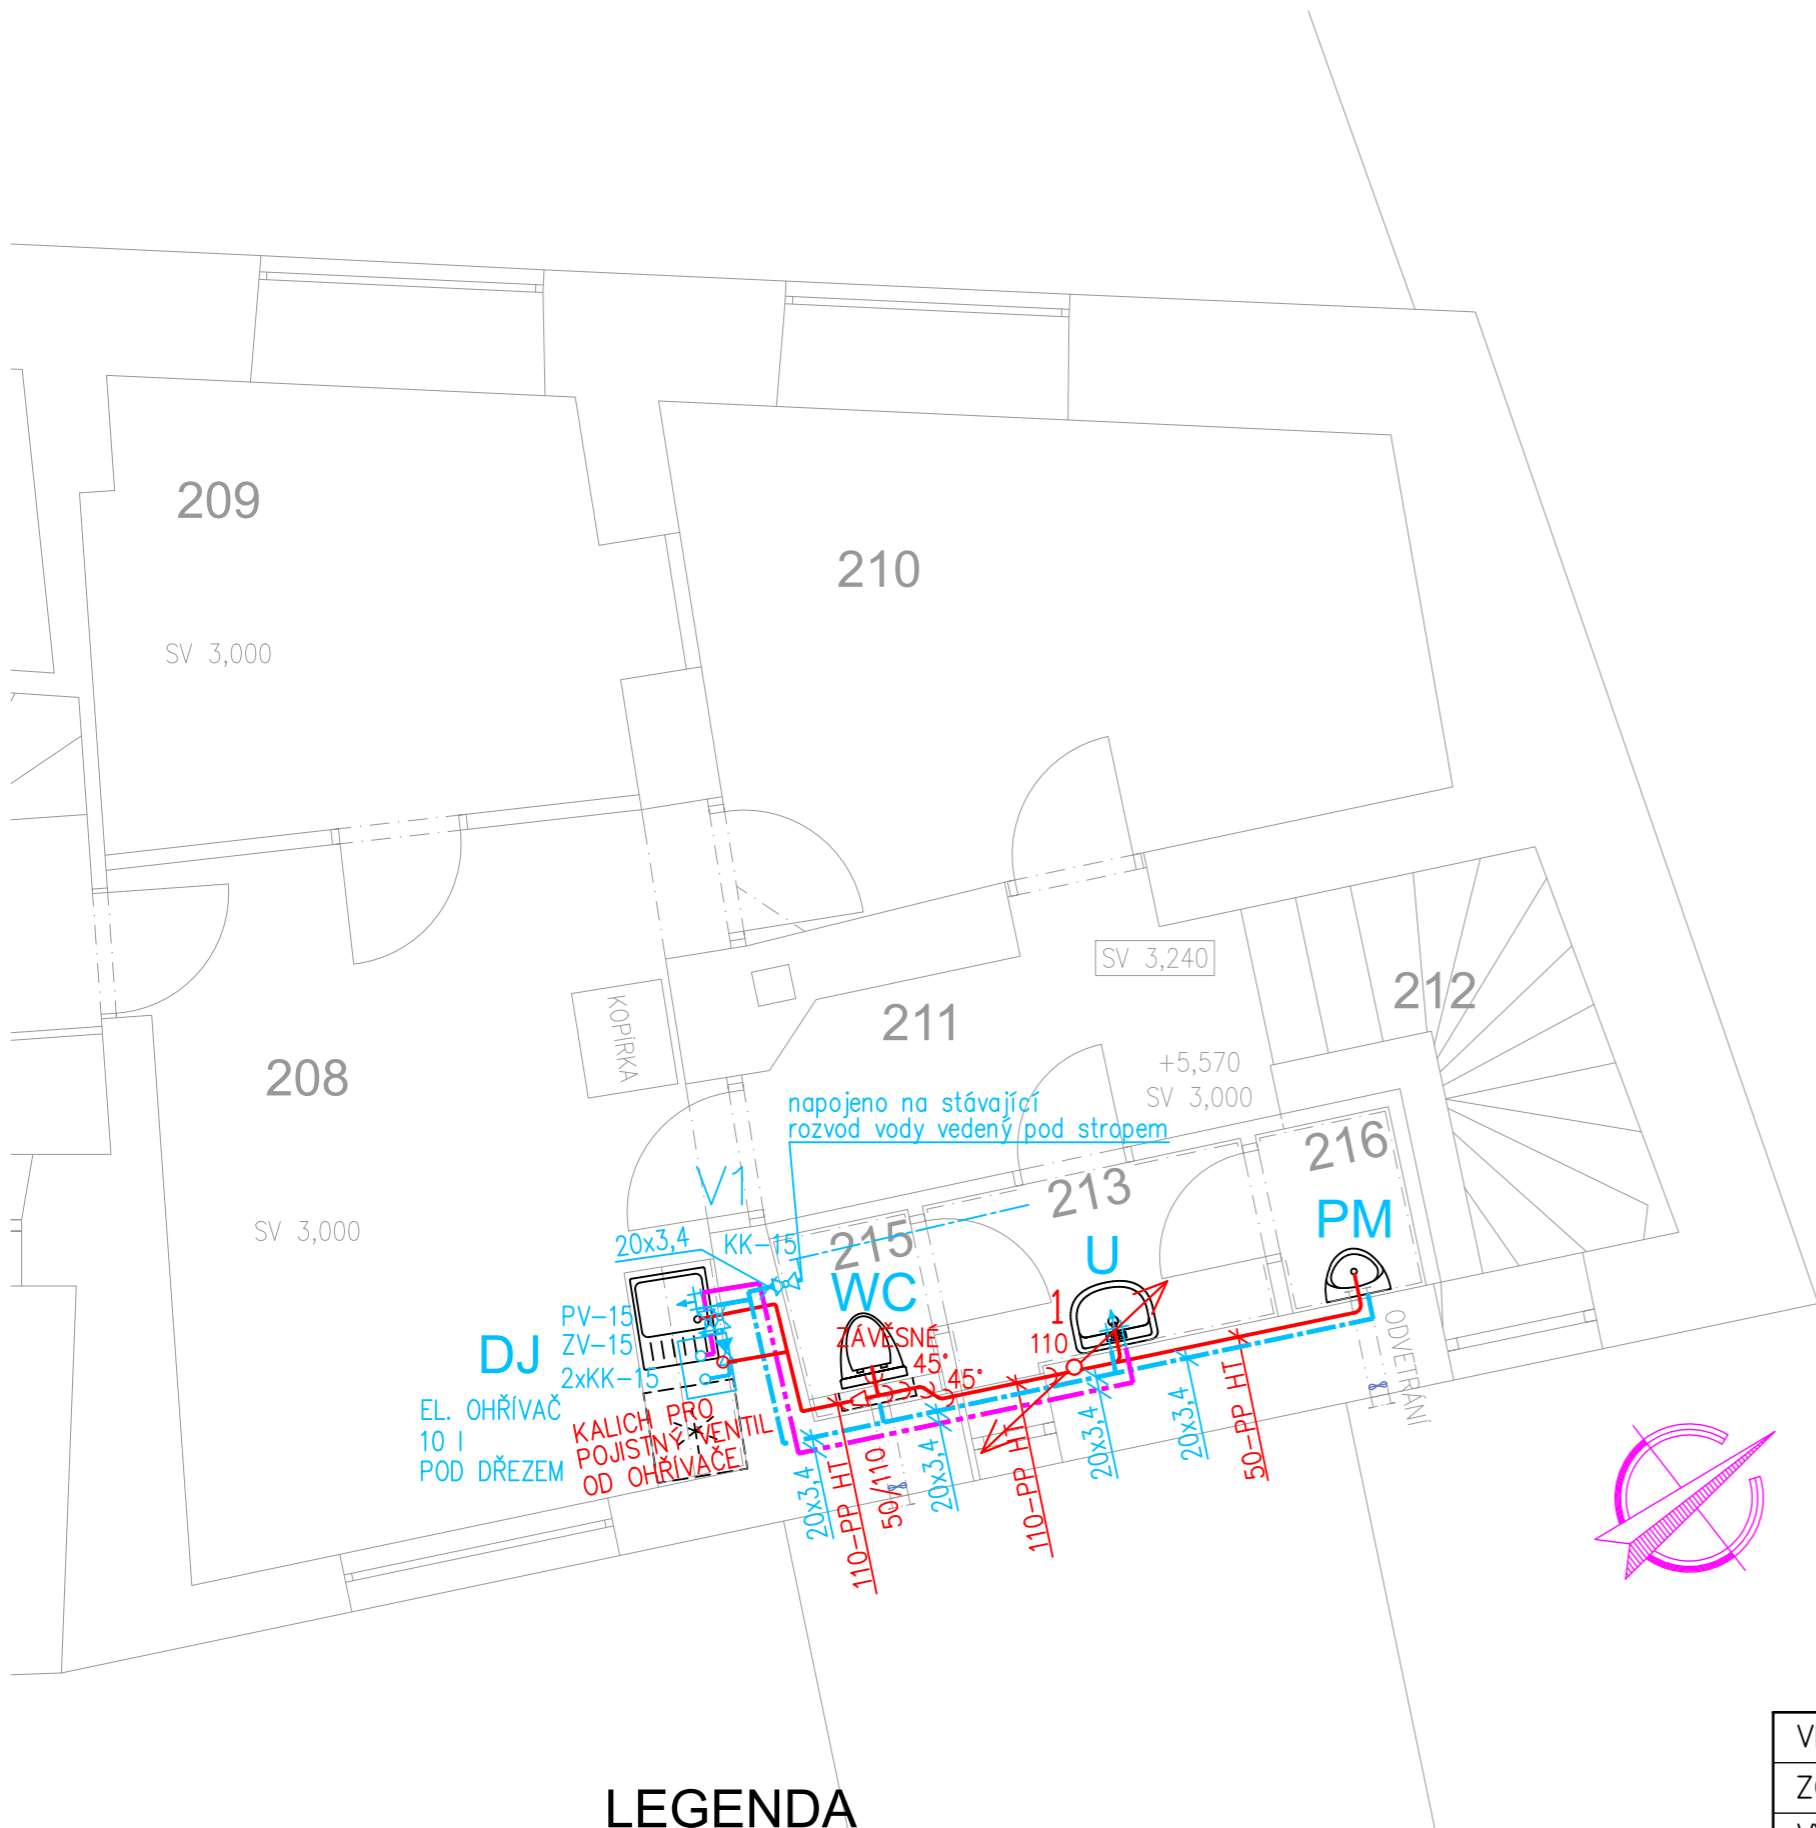 209
SV 3,000
210
SV 3,240
212
211
KOPÍRKA
208
+5,570
SV 3,000
napojeno na stávající
rozvod vody vedený pod stropem
216
213
V1
PM
SV 3,000
20x3,4
KK-15
215
U
WC
1
110
PV-15
ZV-15
2xKK-15
DJ
ZÁVĚSNÉ
45°
45°
EL. OHŘÍVAČ
10 l
POD DŘEZEM
KALICH PRO
POJISTNÝ VENTIL
OD OHŘÍVAČE
20x3,4
110-PP HT
50/110
20x3,4
110-PP HT
20x3,4
20x3,4
50-PP HT
ODVĚRÁNÍ
LEGENDA